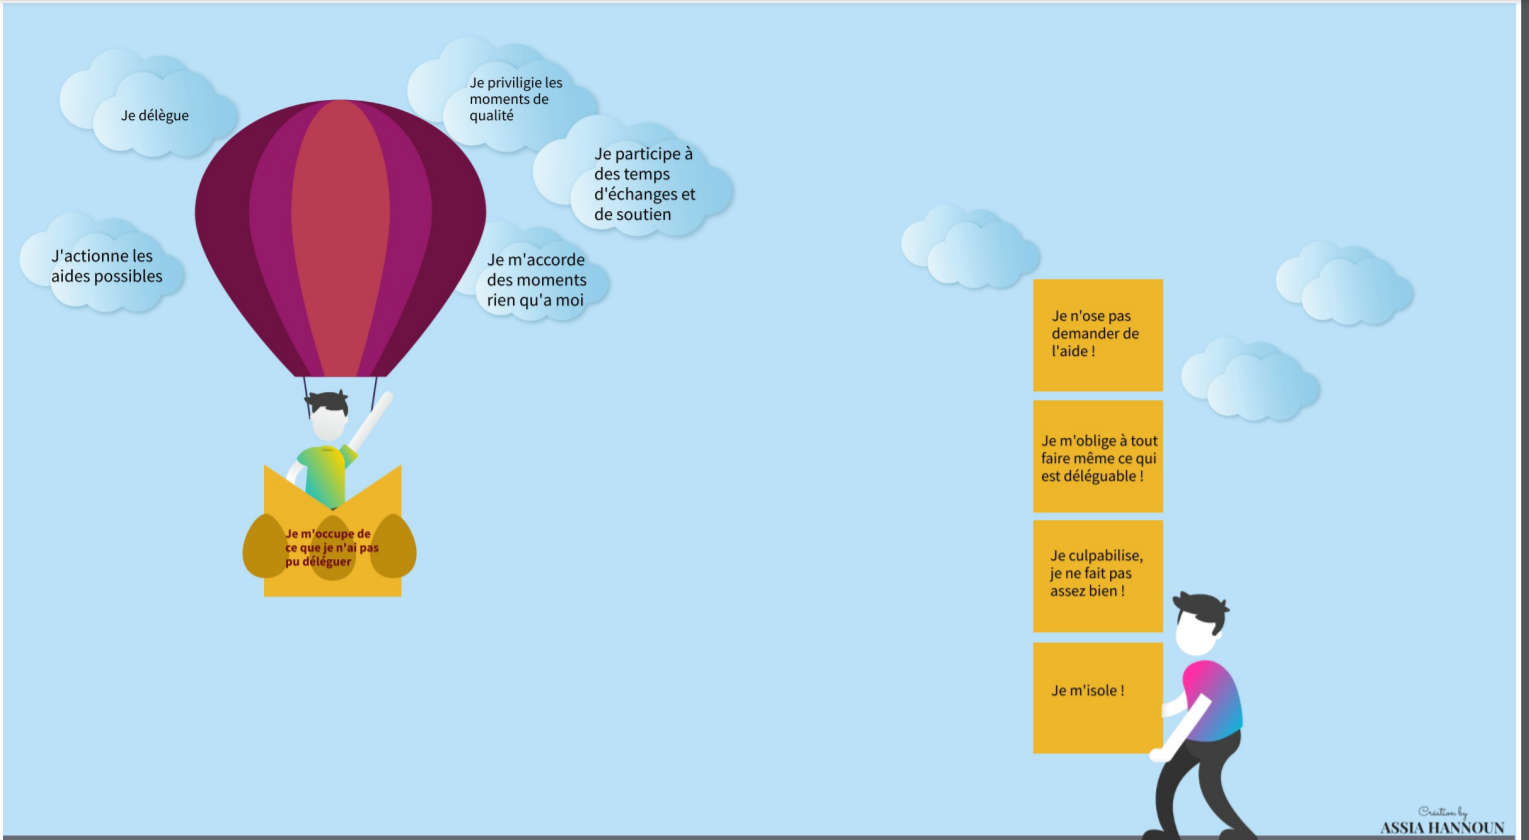 Je délègue
Je priviligie les
moments de
qualité
Je participe à
des temps
d'échanges et
de soutien
J'actionne les
aides possibles
Je m'accorde
des moments
rien qu'a moi
Je m'occupe de
ce que je n'ai pas
pu déléguer
Je n'ose pas
demander de
l'aide !
Je m'oblige à tout
faire même ce qui
est déléguable !
Je culpabilise,
je ne fait pas
assez bien !
Je m'isole !
Création by
ASSIA HANNOUN